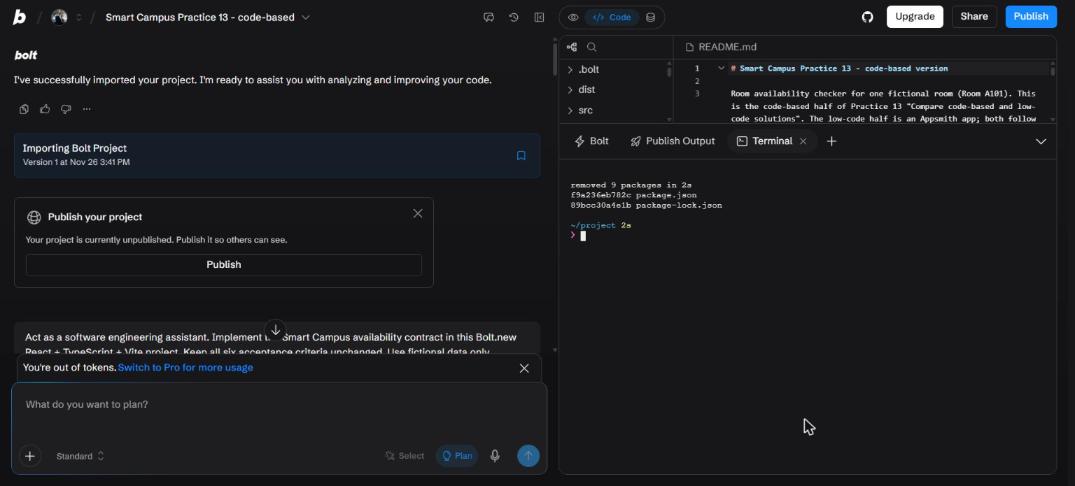 b / / Smart Campus Practice 13 - code-based
Code
Upgrade
Share
Publish
bolt
I've successfully imported your project. I'm ready to assist you with analyzing and improving your code.
Importing Bolt Project
Version 1 at Nov 26 3:41 PM
Publish your project
Your project is currently unpublished. Publish it so others can see.
Publish
Act as a software engineering assistant. Implement Smart Campus availability contract in this Bolt.new
React + TypeScript + Vite project. Keep all six acceptance criteria unchanged. Use fictional data only
You're out of tokens. Switch to Pro for more usage
What do you want to plan?
Standard
Select
Plan
README.md
.bolt
dist
src
1 # Smart Campus Practice 13 - code-based version
2
3 Room availability checker for one fictional room (Room A101). This
is the code-based half of Practice 13 "Compare code-based and low-
code solutions". The low-code half is an Appsmith app; both follow
Bolt
Publish Output
Terminal
removed 9 packages in 2s
f9a236eb782c package.json
89bcc30a4e1b package-lock.json
~/project 2s
❯